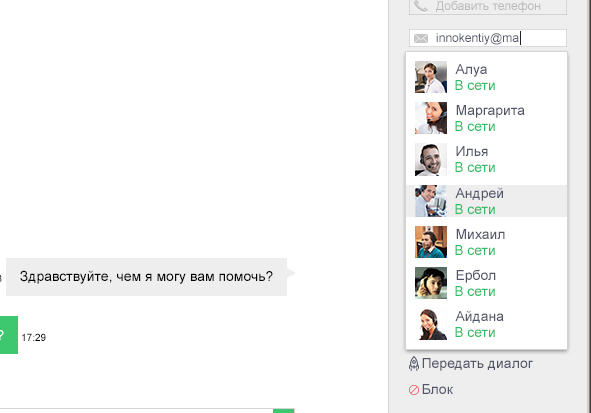 Добавить телефон
innokentiy@ma
Алуа
В сети
Маргарита
В сети
Илья
В сети
Андрей
В сети
Михаил
В сети
Ербол
В сети
Айдана
В сети
Здравствуйте, чем я могу вам помочь?
?
17:29
Передать диалог
Блок